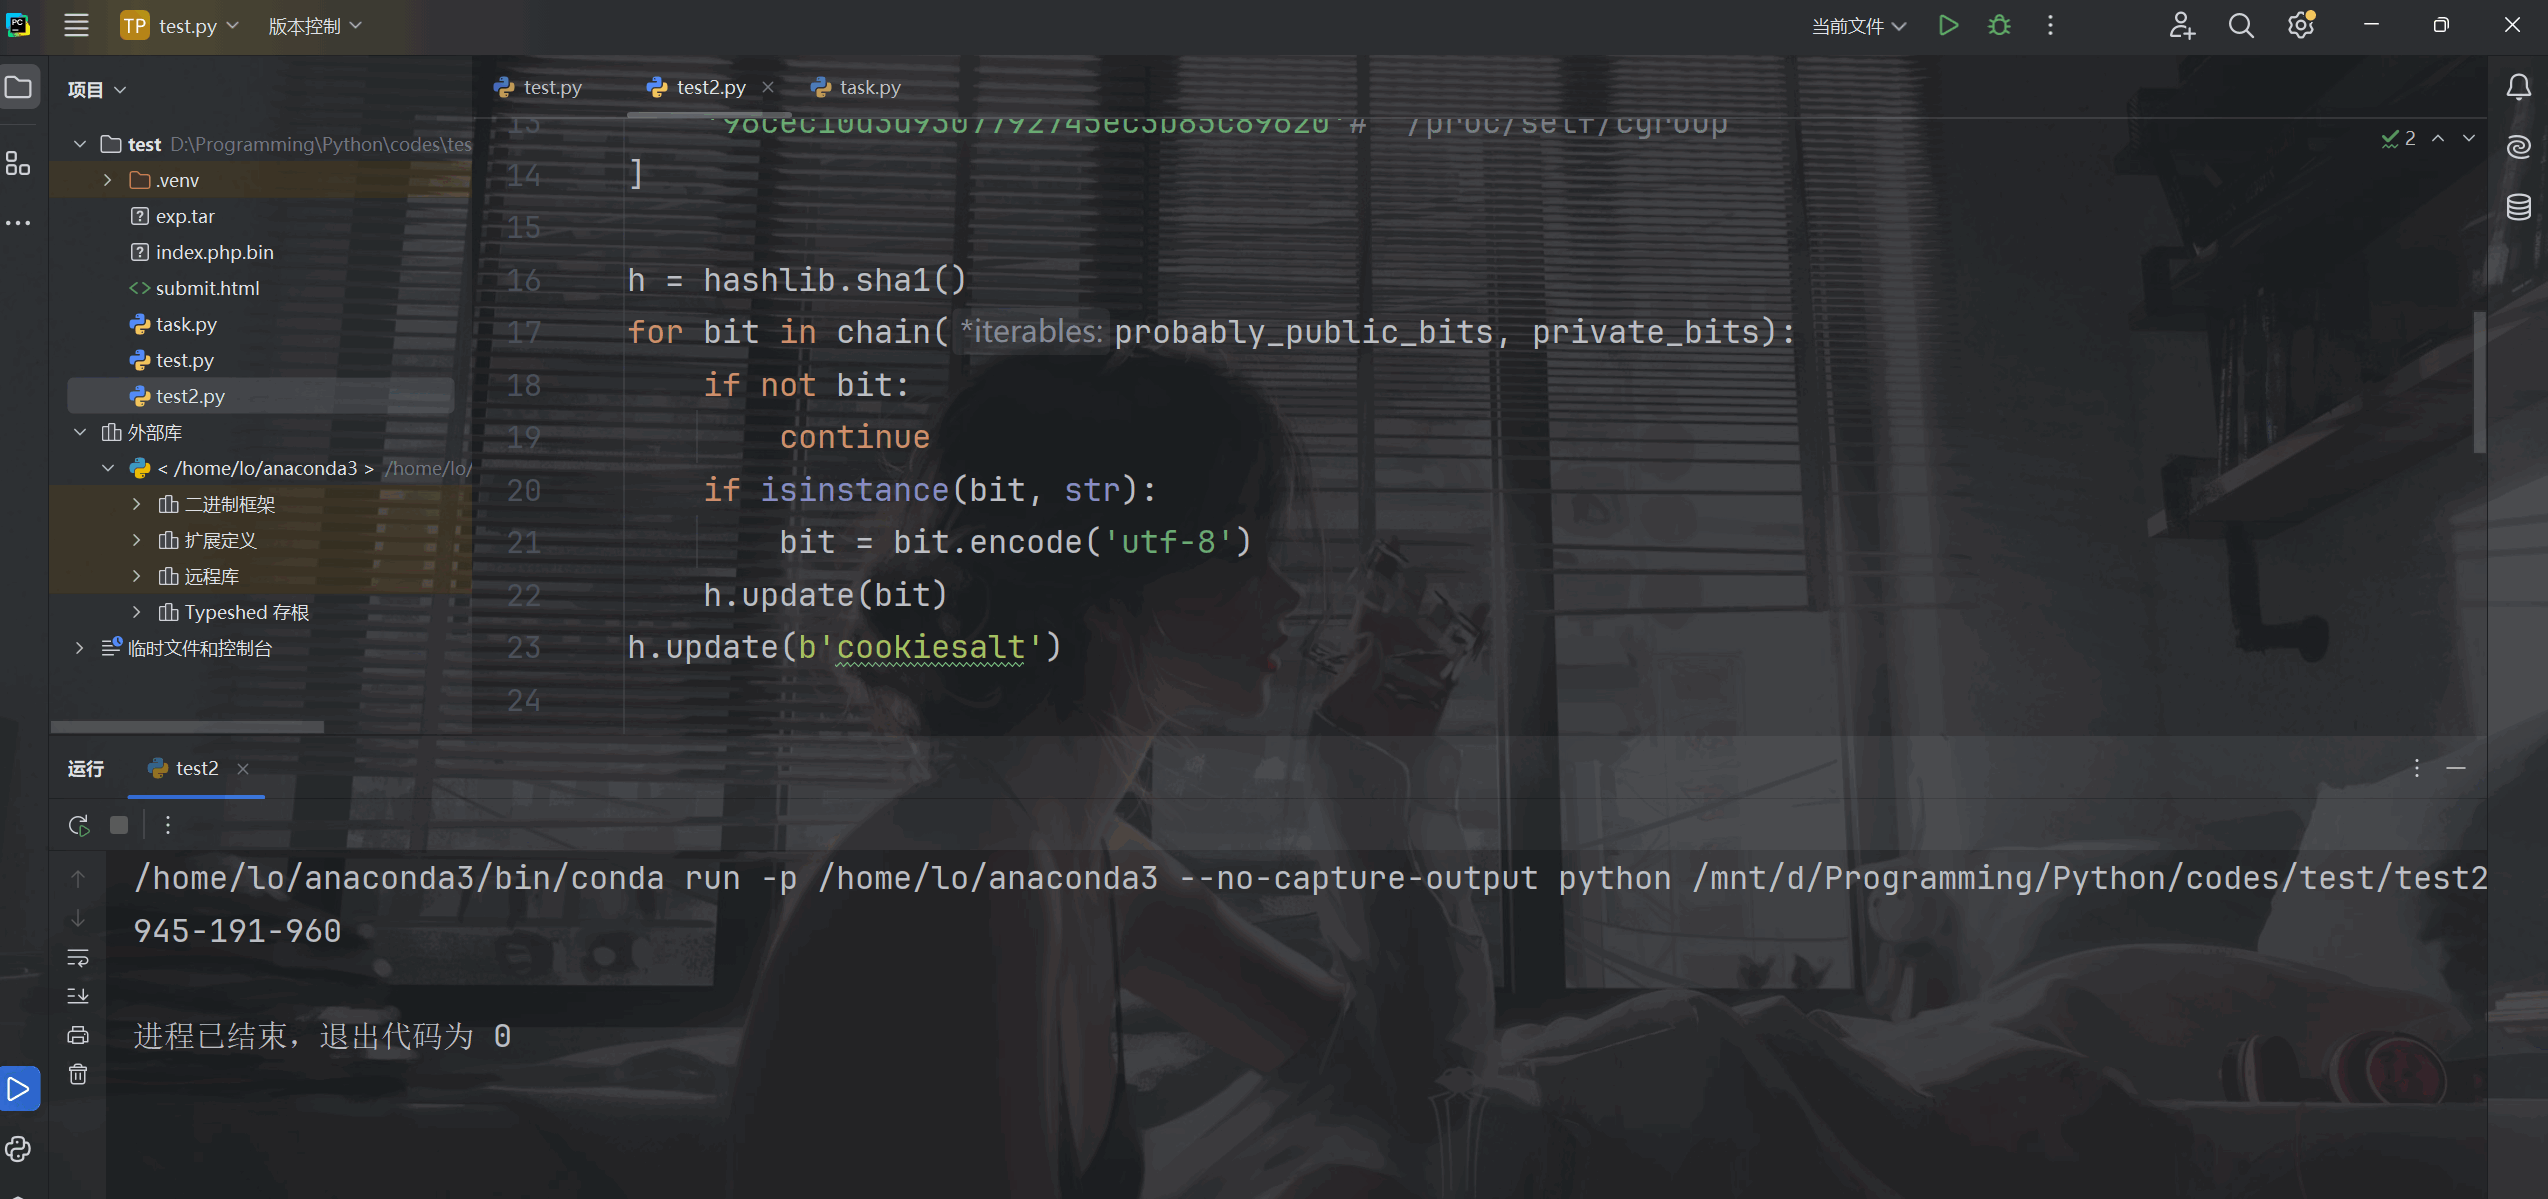 TP test.py 版本控制 当前文件
项目
test D:\Programming\Python\codes\tes
.venv
exp.tar
index.php.bin
submit.html
task.py
test.py
test2.py
外部库
< /home/lo/anaconda3 > /home/lo/
二进制框架
扩展定义
远程库
Typeshed 存根
临时文件和控制台
test.py test2.py task.py
2
13 # /proc/self/cgroup
14 ]
15
16 h = hashlib.sha1()
17 for bit in chain( *iterables: probably_public_bits, private_bits):
18 if not bit:
19 continue
20 if isinstance(bit, str):
21 bit = bit.encode('utf-8')
22 h.update(bit)
23 h.update(b'cookiesalt')
24
运行 test2
/home/lo/anaconda3/bin/conda run -p /home/lo/anaconda3 --no-capture-output python /mnt/d/Programming/Python/codes/test/test2
945-191-960
进程已结束，退出代码为 0